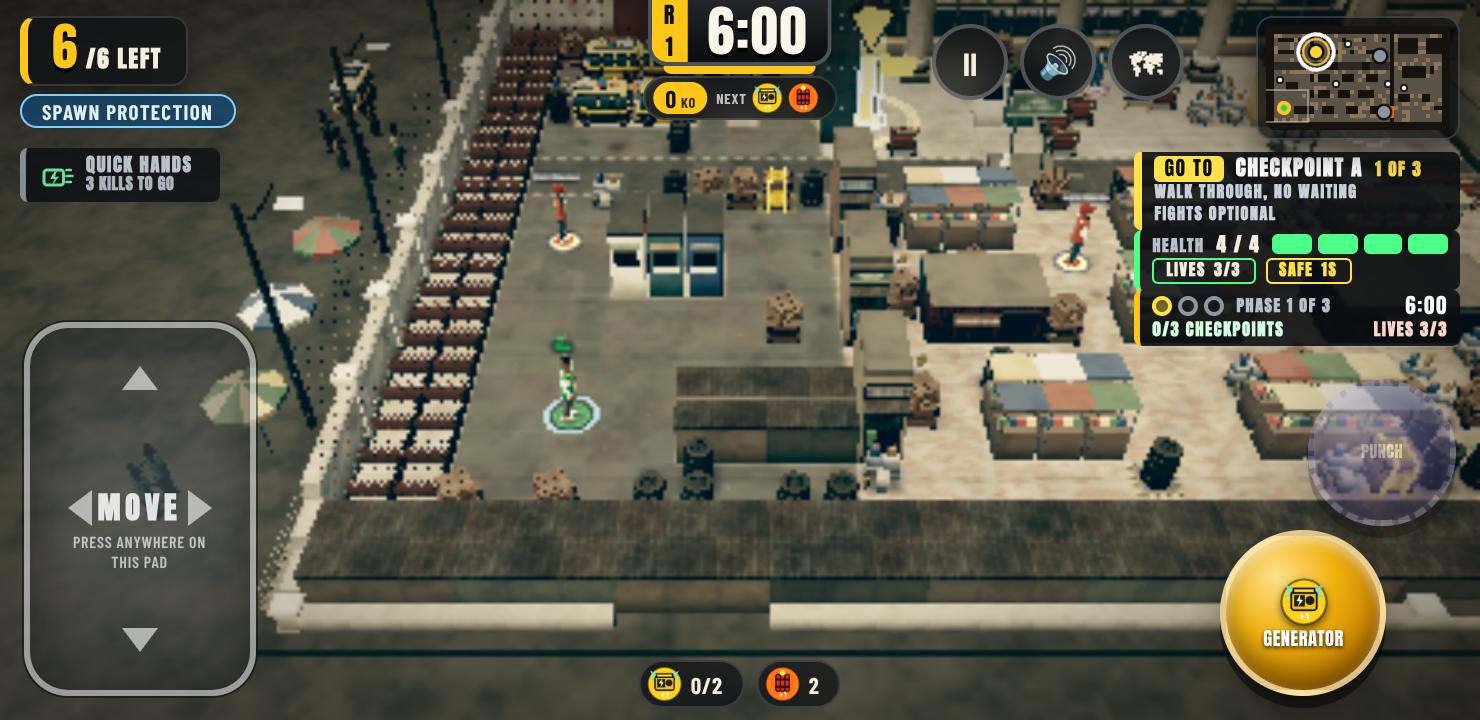 6 /6 LEFT
SPAWN PROTECTION
QUICK HANDS
3 KILLS TO GO
R
1
6:00
0 KO
NEXT
GO TO
CHECKPOINT A
1 OF 3
WALK THROUGH, NO WAITING
FIGHTS OPTIONAL
HEALTH 4 / 4
LIVES 3/3
SAFE 1S
PHASE 1 OF 3
6:00
0/3 CHECKPOINTS
LIVES 3/3
MOVE
PRESS ANYWHERE ON
THIS PAD
PUNCH
+1
GENERATOR
0/2
2